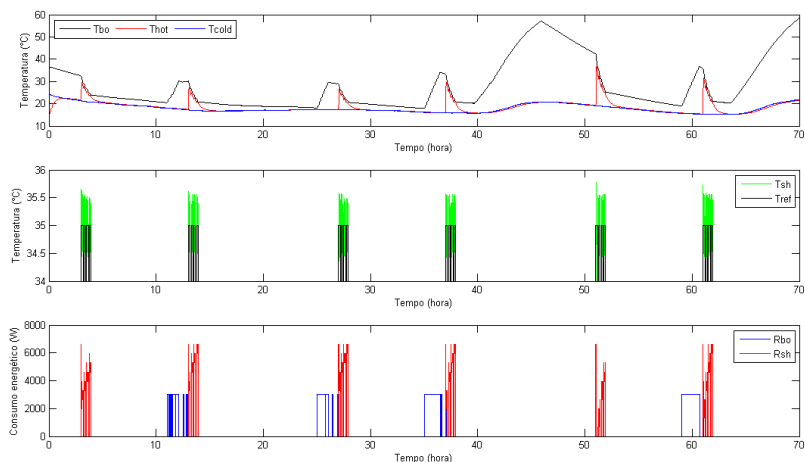 60
50
40
30
20
10
Temperatura (°C)
Tbo Thot Tcold
0 10 20 30 40 50 60 70
Tempo (hora)
36
35.5
35
34.5
34
Temperatura (°C)
Tsh
Tref
0 10 20 30 40 50 60 70
Tempo (hora)
8000
6000
4000
2000
0
Consumo energético (W)
Rbo
Rsh
0 10 20 30 40 50 60 70
Tempo (hora)